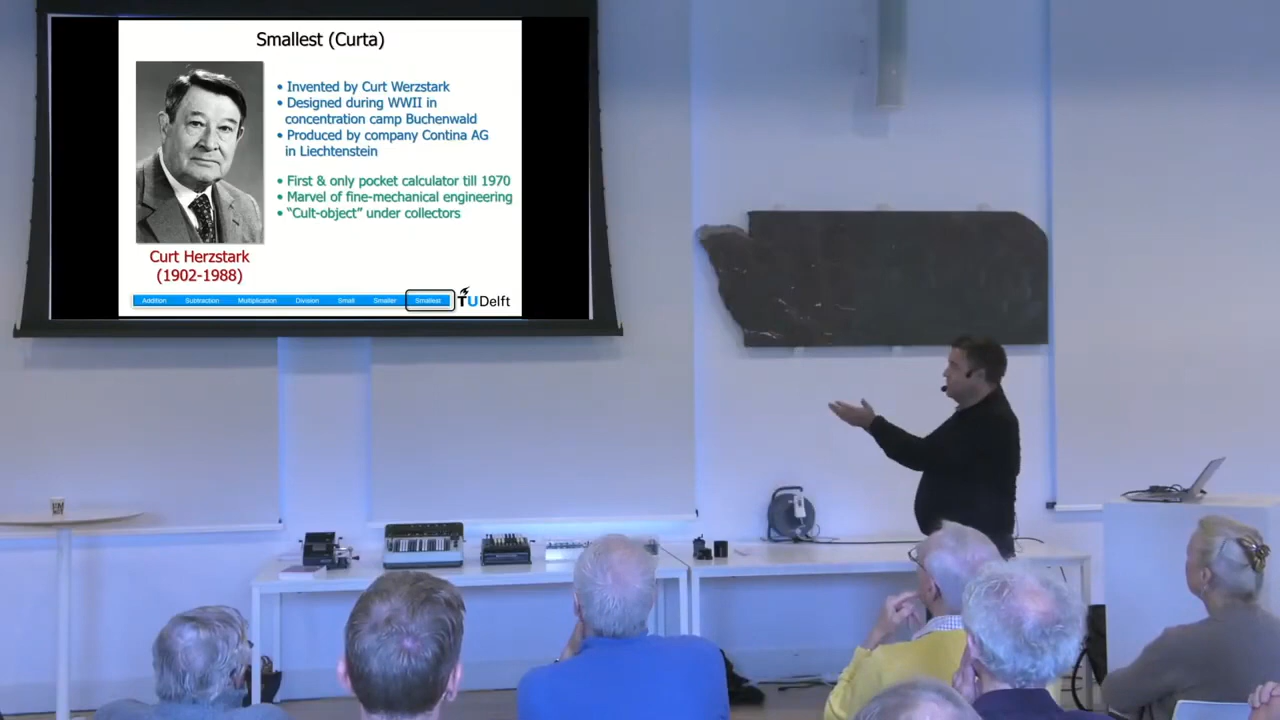 Smallest (Curta)
• Invented by Curt Werzstark
• Designed during WWII in
concentration camp Buchenwald
• Produced by company Contina AG
in Liechtenstein
• First & only pocket calculator till 1970
• Marvel of fine-mechanical engineering
• “Cult-object” under collectors
Curt Herzstark
(1902-1988)
Addition Subtraction Multiplication Division Small Smaller Smallest
TU Delft